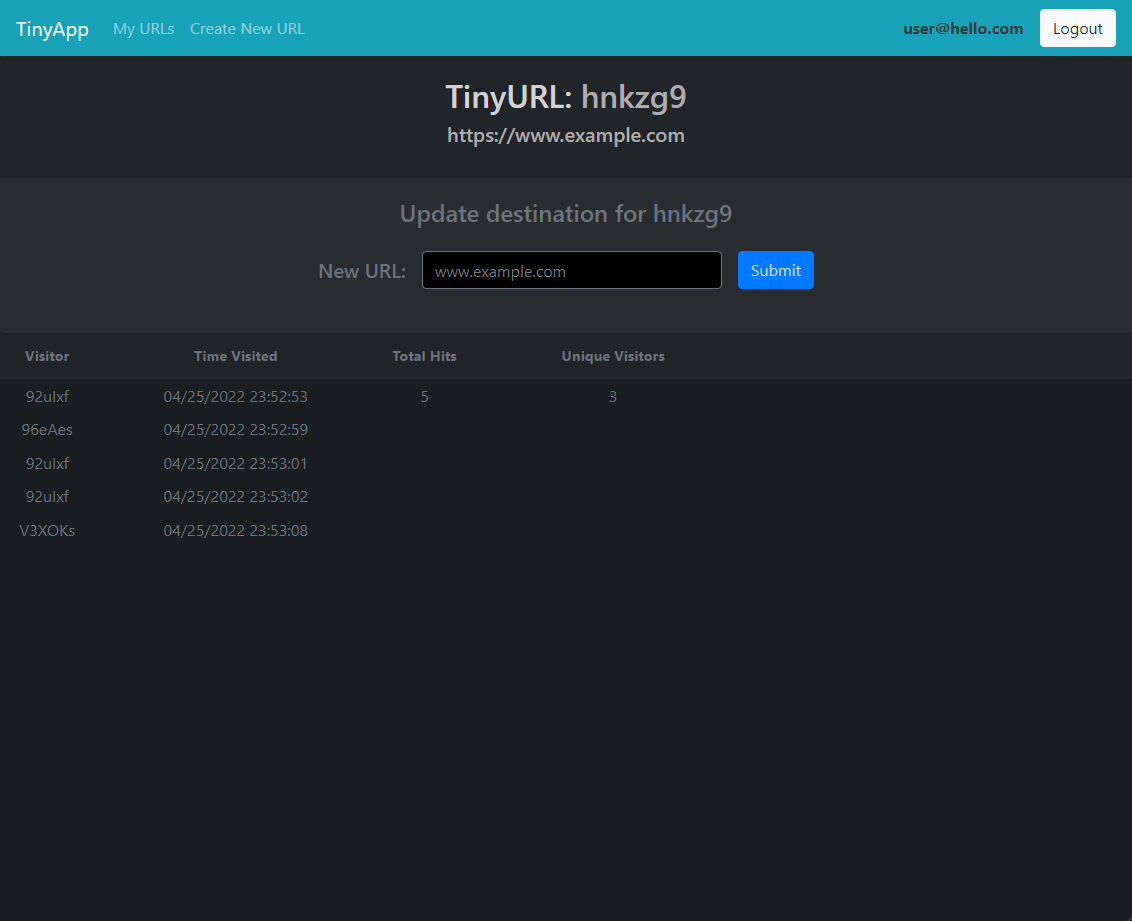 TinyApp My URLs Create New URL user@hello.com Logout
TinyURL: hnkzg9
https://www.example.com
Update destination for hnkzg9
New URL: www.example.com Submit
Visitor Time Visited Total Hits Unique Visitors
92uIxf 04/25/2022 23:52:53 5 3
96eAes 04/25/2022 23:52:59
92uIxf 04/25/2022 23:53:01
92uIxf 04/25/2022 23:53:02
V3XOKs 04/25/2022 23:53:08